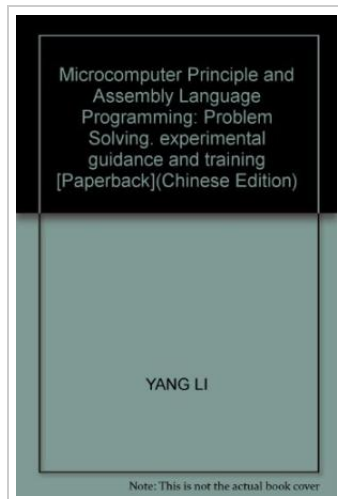 Microcomputer Principle and
Assembly Language
Programming: Problem
Solving. experimental
guidance and training
[Paperback](Chinese Edition)
YANG LI
Note: This is not the actual book cover